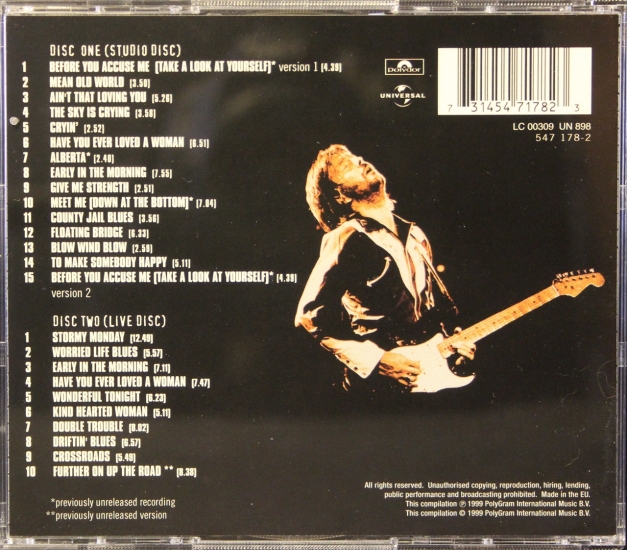 DISC ONE (STUDIO DISC)
1 BEFORE YOU ACCUSE ME [TAKE A LOOK AT YOURSELF]* version 1 [4.39]
2 MEAN OLD WORLD [3.50]
3 AIN'T THAT LOVING YOU [5.26]
4 THE SKY IS CRYING [3.58]
5 CRYIN' [2.52]
6 HAVE YOU EVER LOVED A WOMAN [6.51]
7 ALBERTA* [2.40]
8 EARLY IN THE MORNING [7.55]
9 GIVE ME STRENGTH [2.51]
10 MEET ME [DOWN AT THE BOTTOM]* [7.04]
11 COUNTY JAIL BLUES [3.56]
12 FLOATING BRIDGE [6.33]
13 BLOW WIND BLOW [2.59]
14 TO MAKE SOMEBODY HAPPY [5.11]
15 BEFORE YOU ACCUSE ME [TAKE A LOOK AT YOURSELF]* [4.39]
version 2
DISC TWO (LIVE DISC)
1 STORMY MONDAY [12.49]
2 WORRIED LIFE BLUES [5.57]
3 EARLY IN THE MORNING [7.11]
4 HAVE YOU EVER LOVED A WOMAN [7.47]
5 WONDERFUL TONIGHT [6.23]
6 KIND HEARTED WOMAN [5.11]
7 DOUBLE TROUBLE [8.02]
8 DRIFTIN' BLUES [6.57]
9 CROSSROADS [5.49]
10 FURTHER ON UP THE ROAD ** [8.38]
*previously unreleased recording
**previously unreleased version
Polydor
UNIVERSAL
7 31454 71782 3
LC 00309 UN 898
547 178-2
All rights reserved. Unauthorised copying, reproduction, hiring, lending,
public performance and broadcasting prohibited. Made in the EU.
This compilation ℗ 1999 PolyGram International Music B.V.
This compilation © 1999 PolyGram International Music B.V.